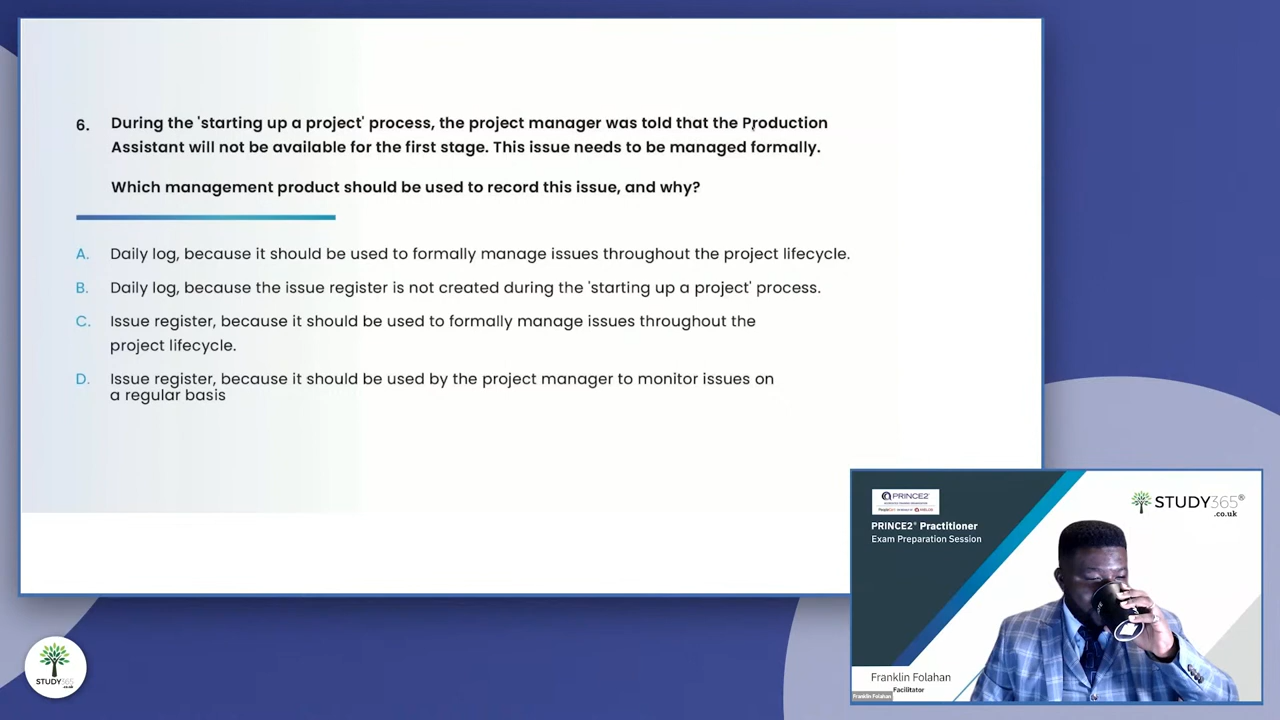 6. During the 'starting up a project' process, the project manager was told that the Production
Assistant will not be available for the first stage. This issue needs to be managed formally.
Which management product should be used to record this issue, and why?
A. Daily log, because it should be used to formally manage issues throughout the project lifecycle.
B. Daily log, because the issue register is not created during the 'starting up a project' process.
C. Issue register, because it should be used to formally manage issues throughout the
project lifecycle.
D. Issue register, because it should be used by the project manager to monitor issues on
a regular basis
PRINCE2®
PRINCE2® Practitioner
Exam Preparation Session
STUDY365®
.co.uk
Franklin Folahan
Facilitator
Franklin Folahan
STUDY365
.co.uk